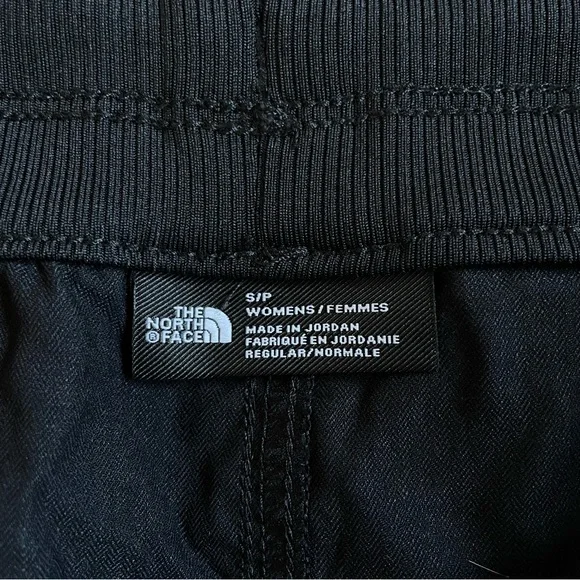 THE
NORTH
FACE®
S/P
WOMENS / FEMMES
MADE IN JORDAN
FABRIQUÉ EN JORDANIE
REGULAR/NORMALE